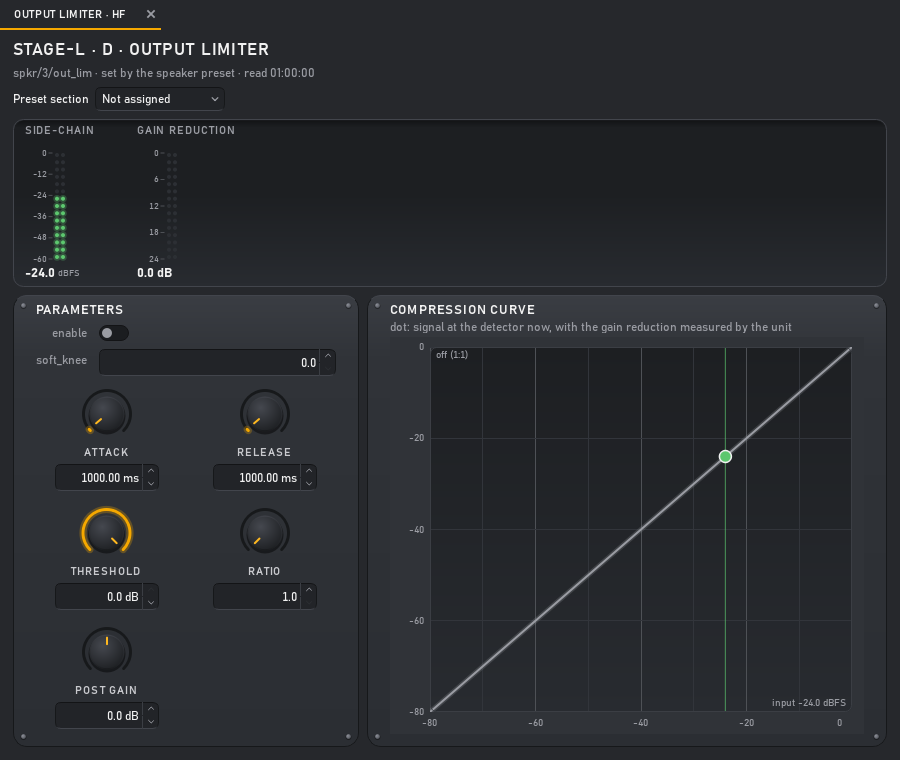 OUTPUT LIMITER · HF ✕
STAGE-L · D · OUTPUT LIMITER
spkr/3/out_lim · set by the speaker preset · read 01:00:00
Preset section Not assigned
SIDE-CHAIN GAIN REDUCTION
0 0
-12 6
-24 12
-36 18
-48 24
-60
-24.0 dBFS 0.0 dB
PARAMETERS
enable
soft_knee 0.0
ATTACK RELEASE
1000.00 ms 1000.00 ms
THRESHOLD RATIO
0.0 dB 1.0
POST GAIN
0.0 dB
COMPRESSION CURVE
dot: signal at the detector now, with the gain reduction measured by the unit
0
off (1:1)
-20
-40
-60
-80
input -24.0 dBFS
-80 -60 -40 -20 0